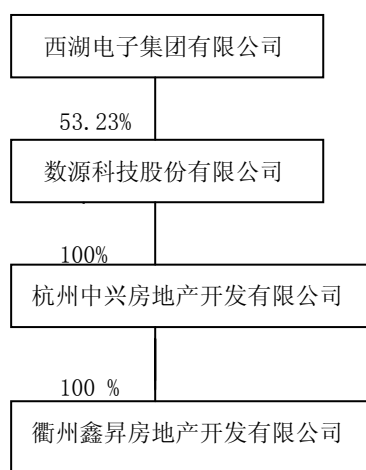 西湖电子集团有限公司
53.23%
数源科技股份有限公司
100%
杭州中兴房地产开发有限公司
100 %
衢州鑫昇房地产开发有限公司